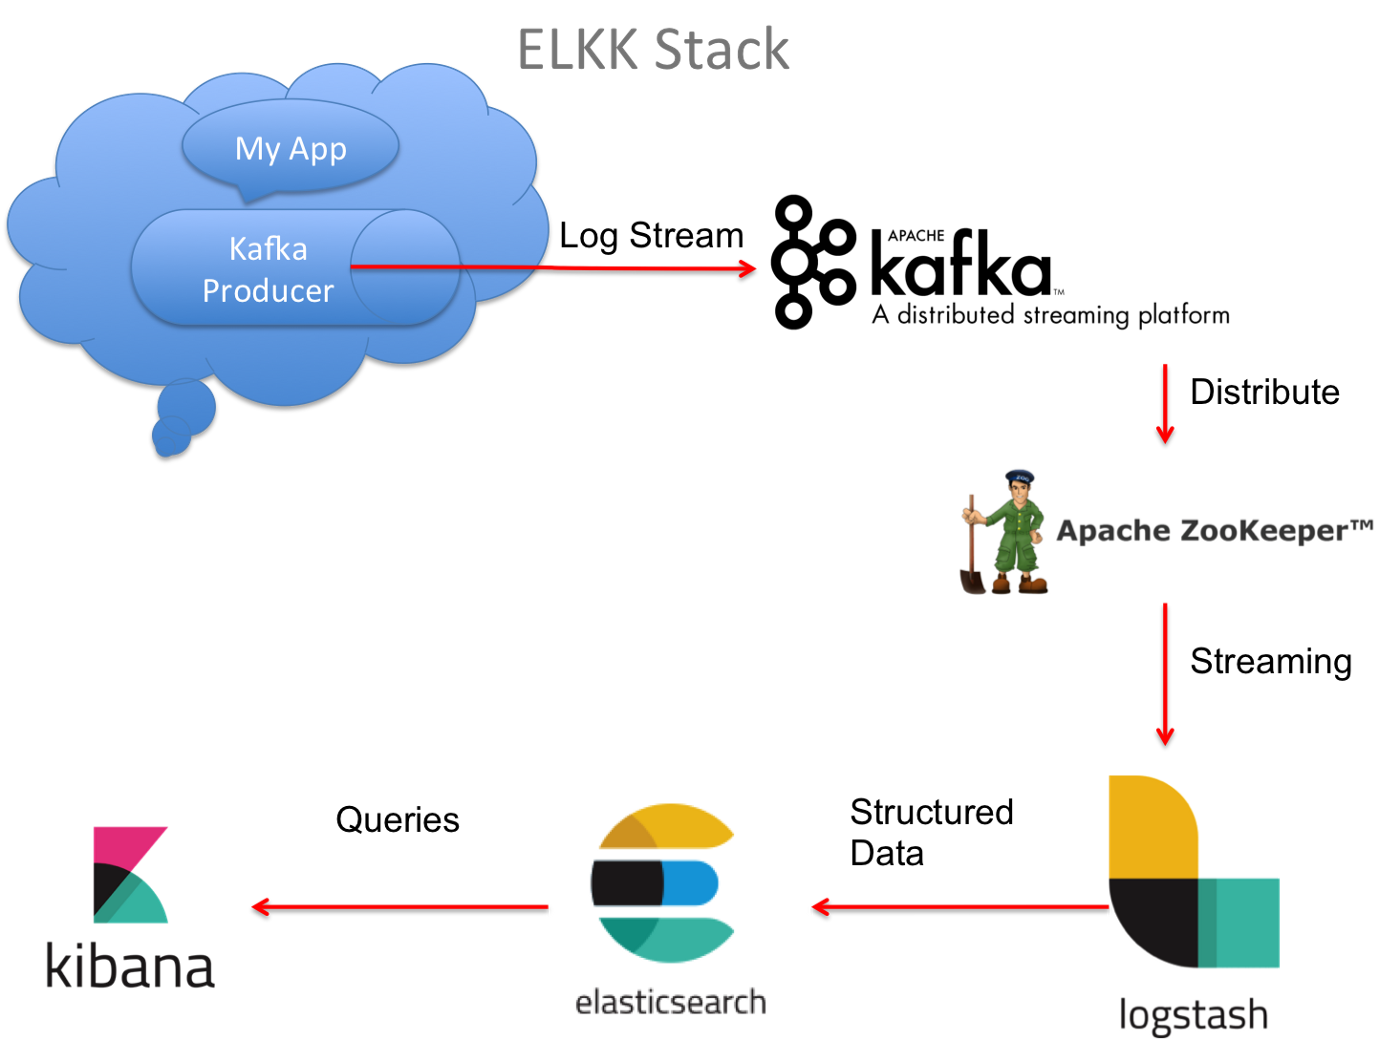 ELKK Stack
My App
Kafka
Producer
Log Stream
APACHE
kafka™
A distributed streaming platform
Distribute
Apache ZooKeeper™
Streaming
Structured
Data
logstash
Queries
elasticsearch
kibana